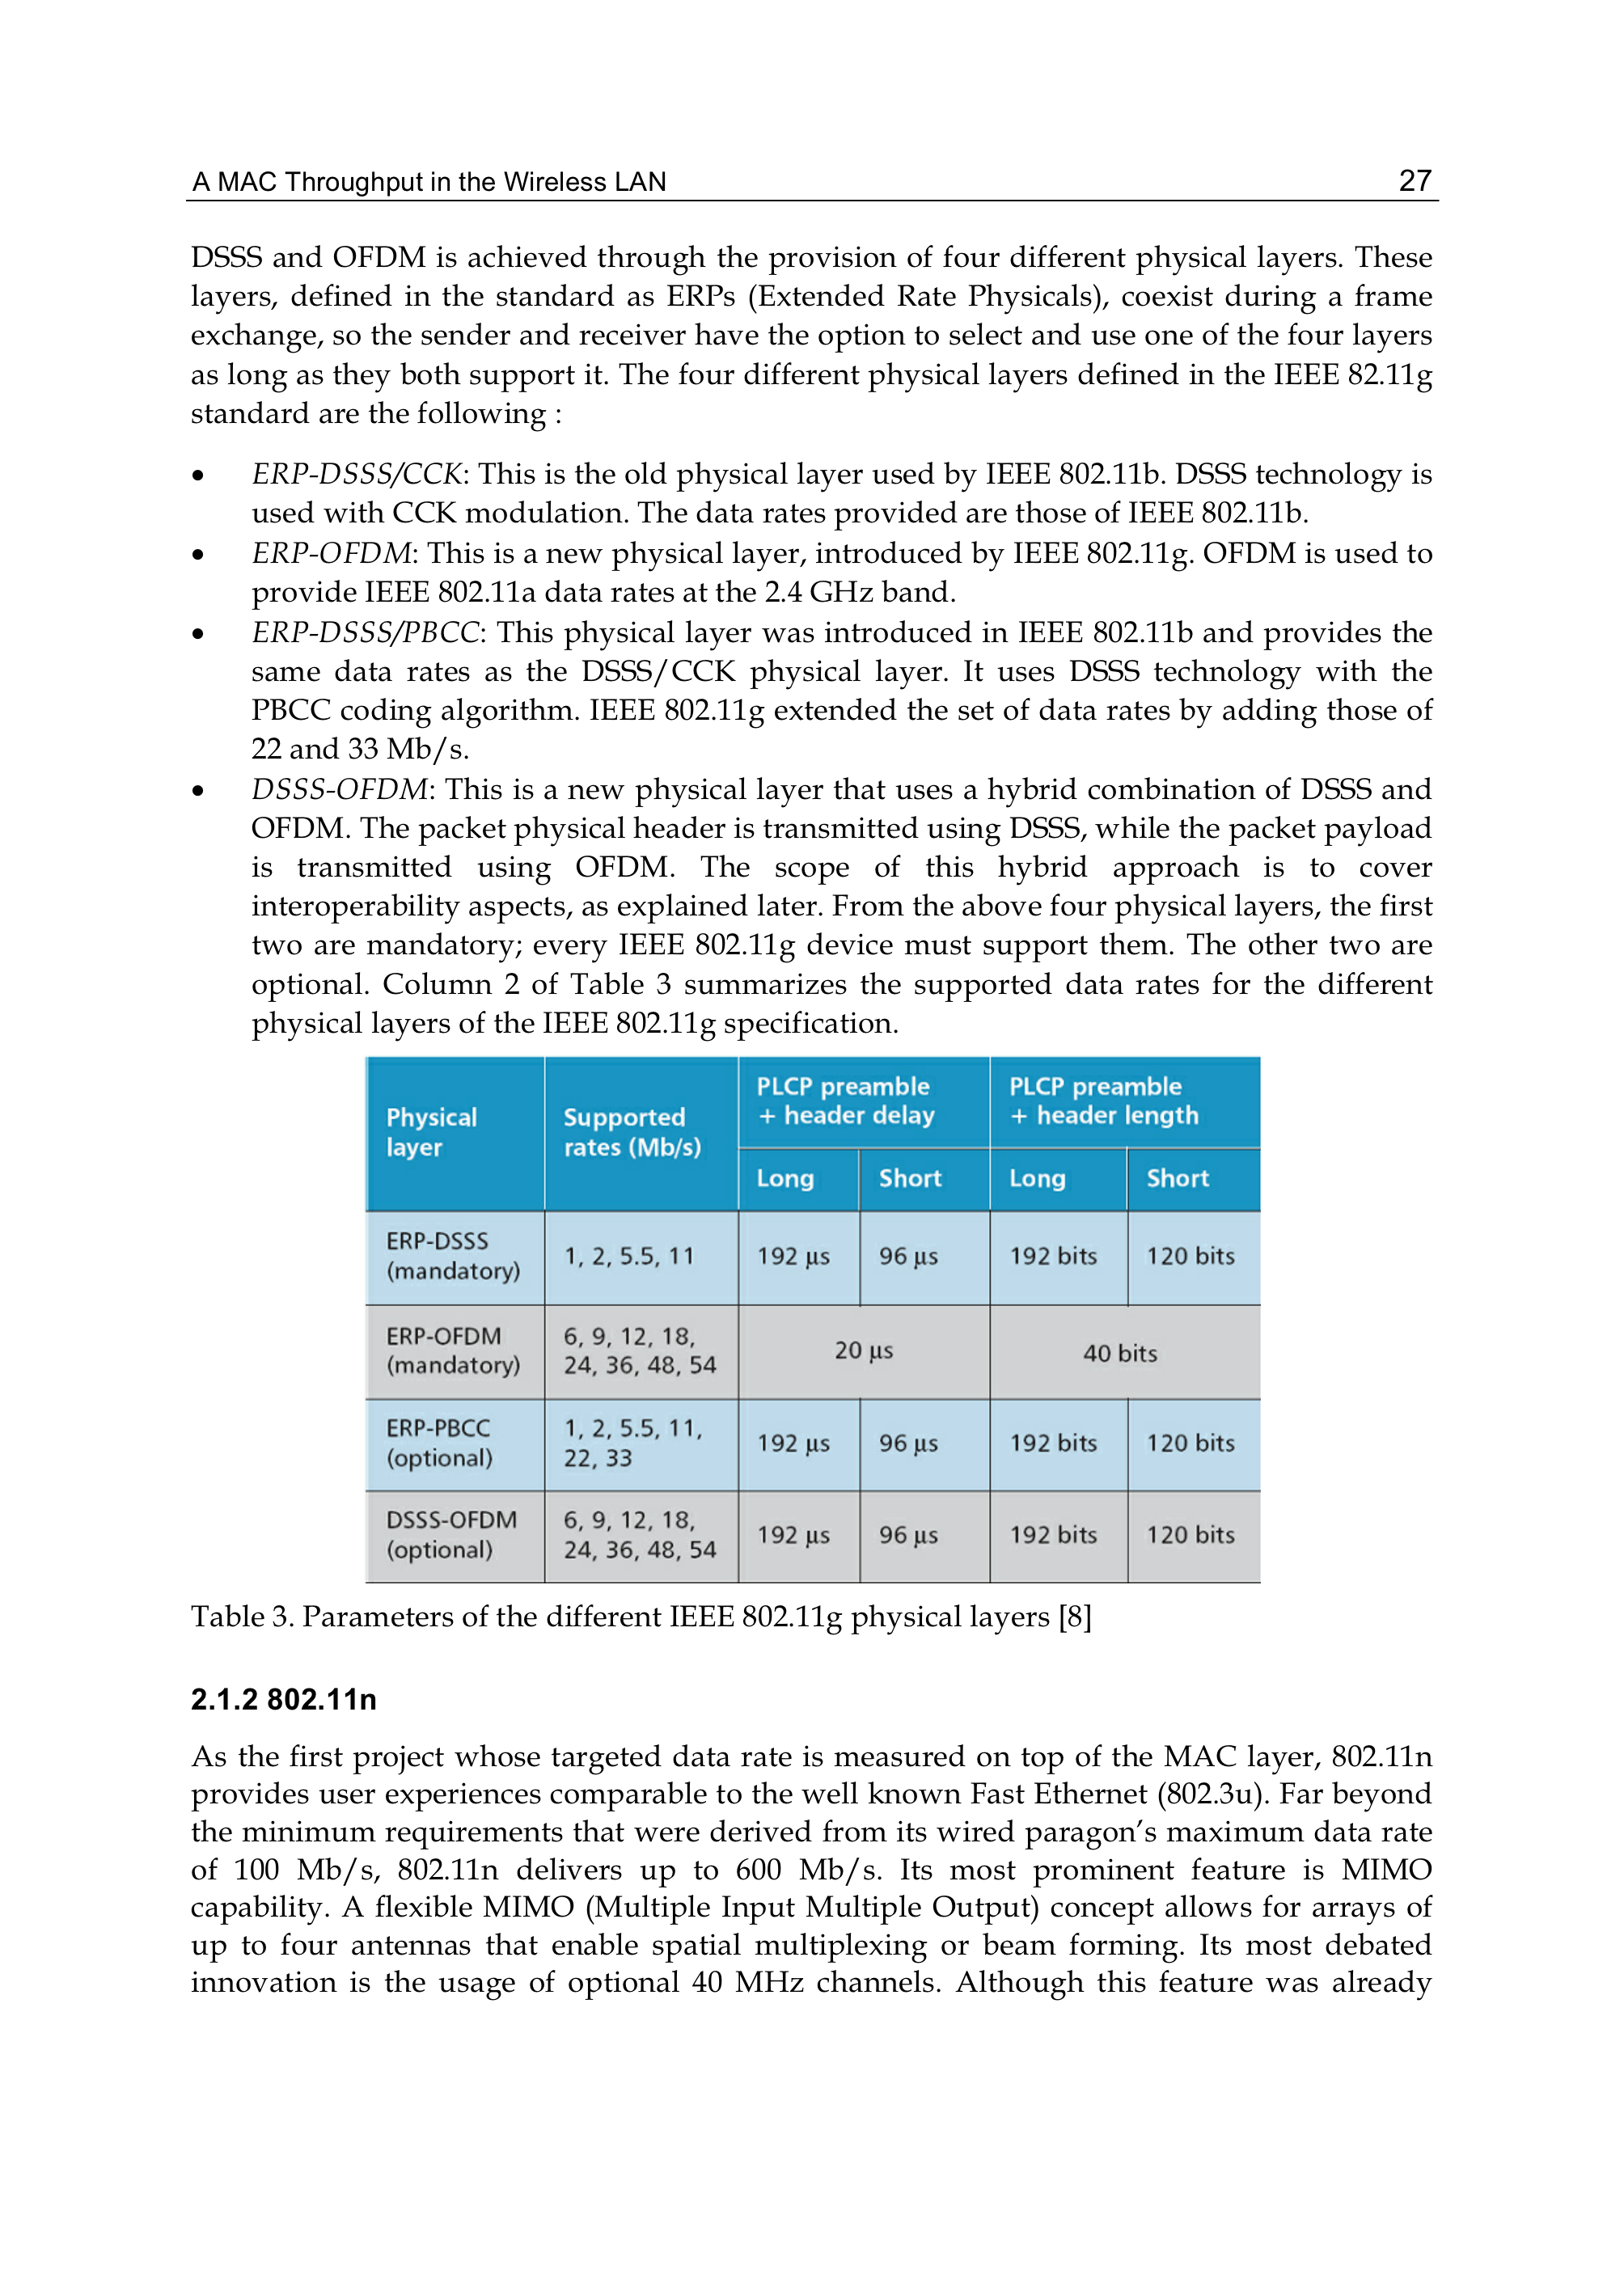 A MAC Throughput in the Wireless LAN 27
DSSS and OFDM is achieved through the provision of four different physical layers. These
layers, defined in the standard as ERPs (Extended Rate Physicals), coexist during a frame
exchange, so the sender and receiver have the option to select and use one of the four layers
as long as they both support it. The four different physical layers defined in the IEEE 82.11g
standard are the following :
• ERP-DSSS/CCK: This is the old physical layer used by IEEE 802.11b. DSSS technology is
used with CCK modulation. The data rates provided are those of IEEE 802.11b.
• ERP-OFDM: This is a new physical layer, introduced by IEEE 802.11g. OFDM is used to
provide IEEE 802.11a data rates at the 2.4 GHz band.
• ERP-DSSS/PBCC: This physical layer was introduced in IEEE 802.11b and provides the
same data rates as the DSSS/CCK physical layer. It uses DSSS technology with the
PBCC coding algorithm. IEEE 802.11g extended the set of data rates by adding those of
22 and 33 Mb/s.
• DSSS-OFDM: This is a new physical layer that uses a hybrid combination of DSSS and
OFDM. The packet physical header is transmitted using DSSS, while the packet payload
is transmitted using OFDM. The scope of this hybrid approach is to cover
interoperability aspects, as explained later. From the above four physical layers, the first
two are mandatory; every IEEE 802.11g device must support them. The other two are
optional. Column 2 of Table 3 summarizes the supported data rates for the different
physical layers of the IEEE 802.11g specification.
Physical
layer
Supported
rates (Mb/s)
PLCP preamble
+ header delay
PLCP preamble
+ header length
Long Short Long Short
ERP-DSSS
(mandatory)
1, 2, 5.5, 11
192 µs 96 µs 192 bits 120 bits
ERP-OFDM
(mandatory)
6, 9, 12, 18,
24, 36, 48, 54
20 µs 40 bits
ERP-PBCC
(optional)
1, 2, 5.5, 11,
22, 33
192 µs 96 µs 192 bits 120 bits
DSSS-OFDM
(optional)
6, 9, 12, 18,
24, 36, 48, 54
192 µs 96 µs 192 bits 120 bits
Table 3. Parameters of the different IEEE 802.11g physical layers [8]
2.1.2 802.11n
As the first project whose targeted data rate is measured on top of the MAC layer, 802.11n
provides user experiences comparable to the well known Fast Ethernet (802.3u). Far beyond
the minimum requirements that were derived from its wired paragon’s maximum data rate
of 100 Mb/s, 802.11n delivers up to 600 Mb/s. Its most prominent feature is MIMO
capability. A flexible MIMO (Multiple Input Multiple Output) concept allows for arrays of
up to four antennas that enable spatial multiplexing or beam forming. Its most debated
innovation is the usage of optional 40 MHz channels. Although this feature was already